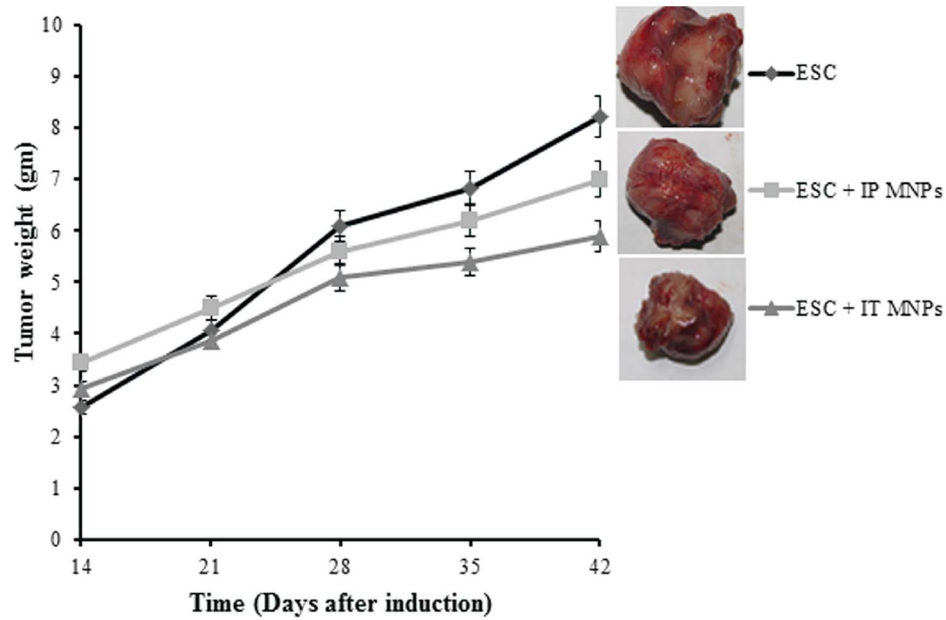 Tumor weight (gm)
10
9
8
7
6
5
4
3
2
1
0
14 21 28 35 42
Time (Days after induction)
ESC
ESC + IP MNPs
ESC + IT MNPs